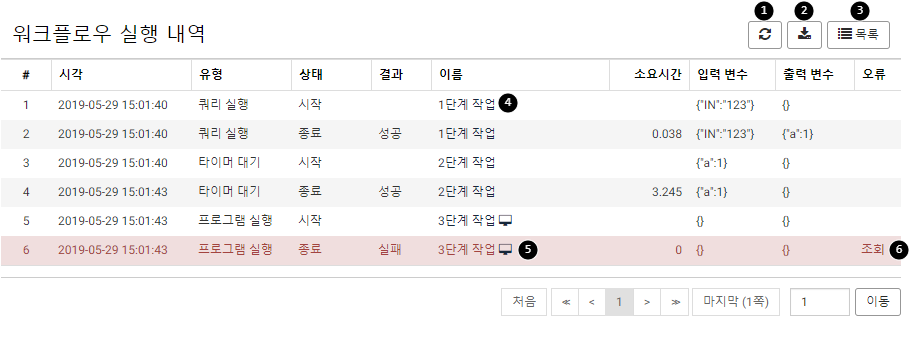 1 2 3
워크플로우 실행 내역 목록
# 시각 유형 상태 결과 이름 소요시간 입력 변수 출력 변수 오류
1 2019-05-29 15:01:40 쿼리 실행 시작 1단계 작업 4 {"IN":"123"} {}
2 2019-05-29 15:01:40 쿼리 실행 종료 성공 1단계 작업 0.038 {"IN":"123"} {"a":1}
3 2019-05-29 15:01:40 타이머 대기 시작 2단계 작업 {"a":1} {}
4 2019-05-29 15:01:43 타이머 대기 종료 성공 2단계 작업 3.245 {"a":1} {}
5 2019-05-29 15:01:43 프로그램 실행 시작 3단계 작업 {} {}
6 2019-05-29 15:01:43 프로그램 실행 종료 실패 3단계 작업 5 0 {} {} 조회 6
처음 ≪ < 1 > ≫ 마지막 (1쪽) 1 이동